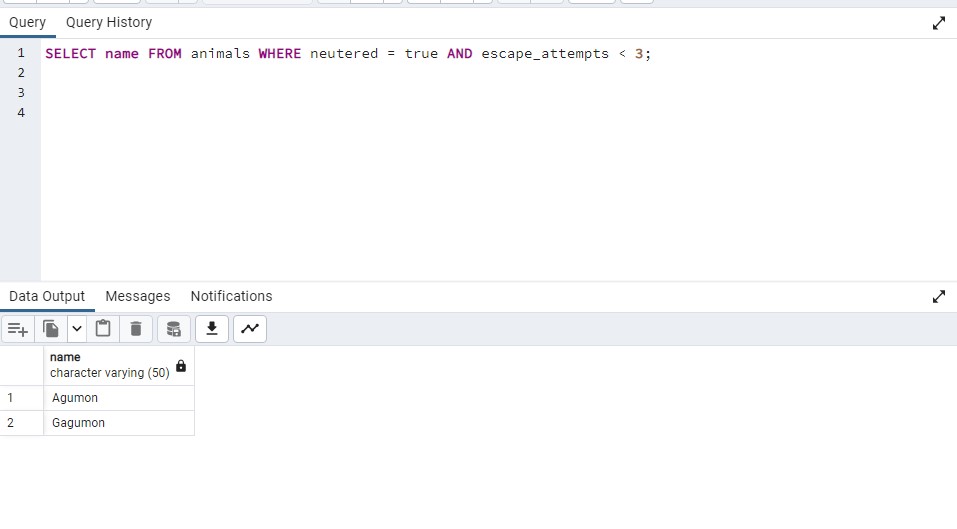 Query Query History
1 SELECT name FROM animals WHERE neutered = true AND escape_attempts < 3;
2
3
4
Data Output Messages Notifications
name
character varying (50)
1 Agumon
2 Gagumon